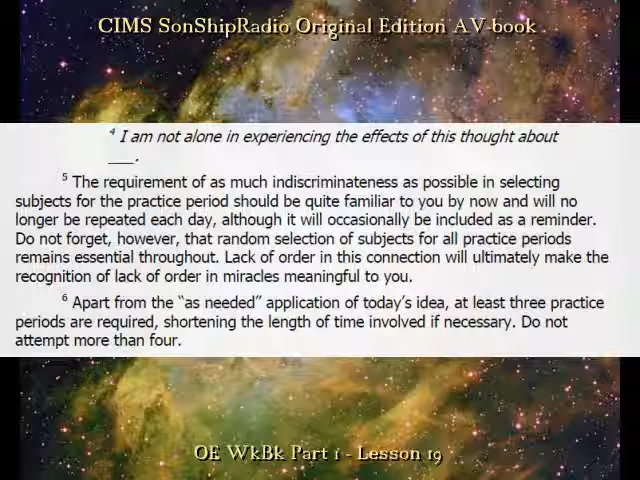 CIMS SonShipRadio Original Edition AV-book
4 I am not alone in experiencing the effects of this thought about
___.
5 The requirement of as much indiscriminateness as possible in selecting
subjects for the practice period should be quite familiar to you by now and will no
longer be repeated each day, although it will occasionally be included as a reminder.
Do not forget, however, that random selection of subjects for all practice periods
remains essential throughout. Lack of order in this connection will ultimately make the
recognition of lack of order in miracles meaningful to you.
6 Apart from the “as needed” application of today’s idea, at least three practice
periods are required, shortening the length of time involved if necessary. Do not
attempt more than four.
OE WkBk Part 1 - Lesson 19